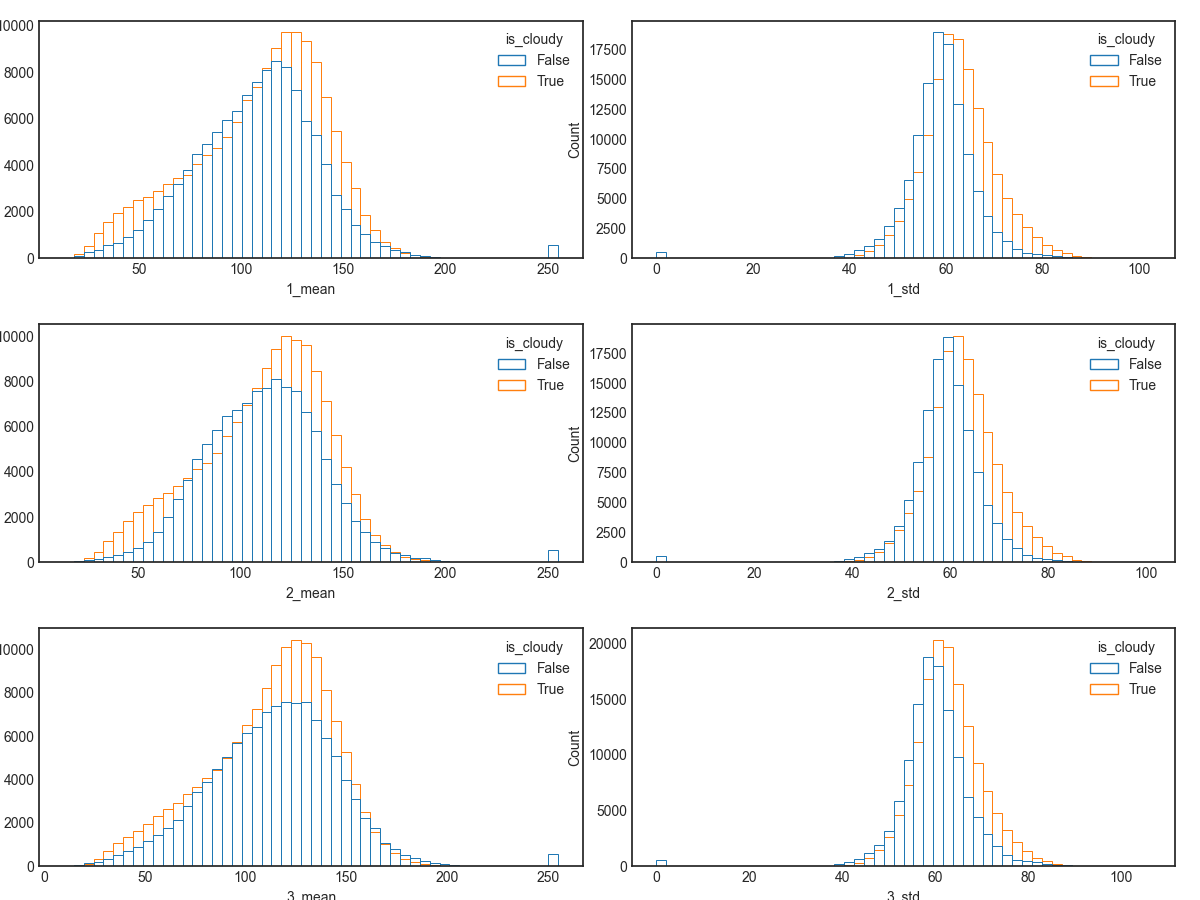 10000
8000
6000
4000
2000
0
50
100
150
200
250
1_mean
is_cloudy
False
True
Count
17500
15000
12500
10000
7500
5000
2500
0
0
20
40
60
80
100
1_std
is_cloudy
False
True
10000
8000
6000
4000
2000
0
50
100
150
200
250
2_mean
is_cloudy
False
True
Count
17500
15000
12500
10000
7500
5000
2500
0
0
20
40
60
80
100
2_std
is_cloudy
False
True
10000
8000
6000
4000
2000
0
0
50
100
150
200
250
3_mean
is_cloudy
False
True
Count
20000
15000
10000
5000
0
0
20
40
60
80
100
3_std
is_cloudy
False
True